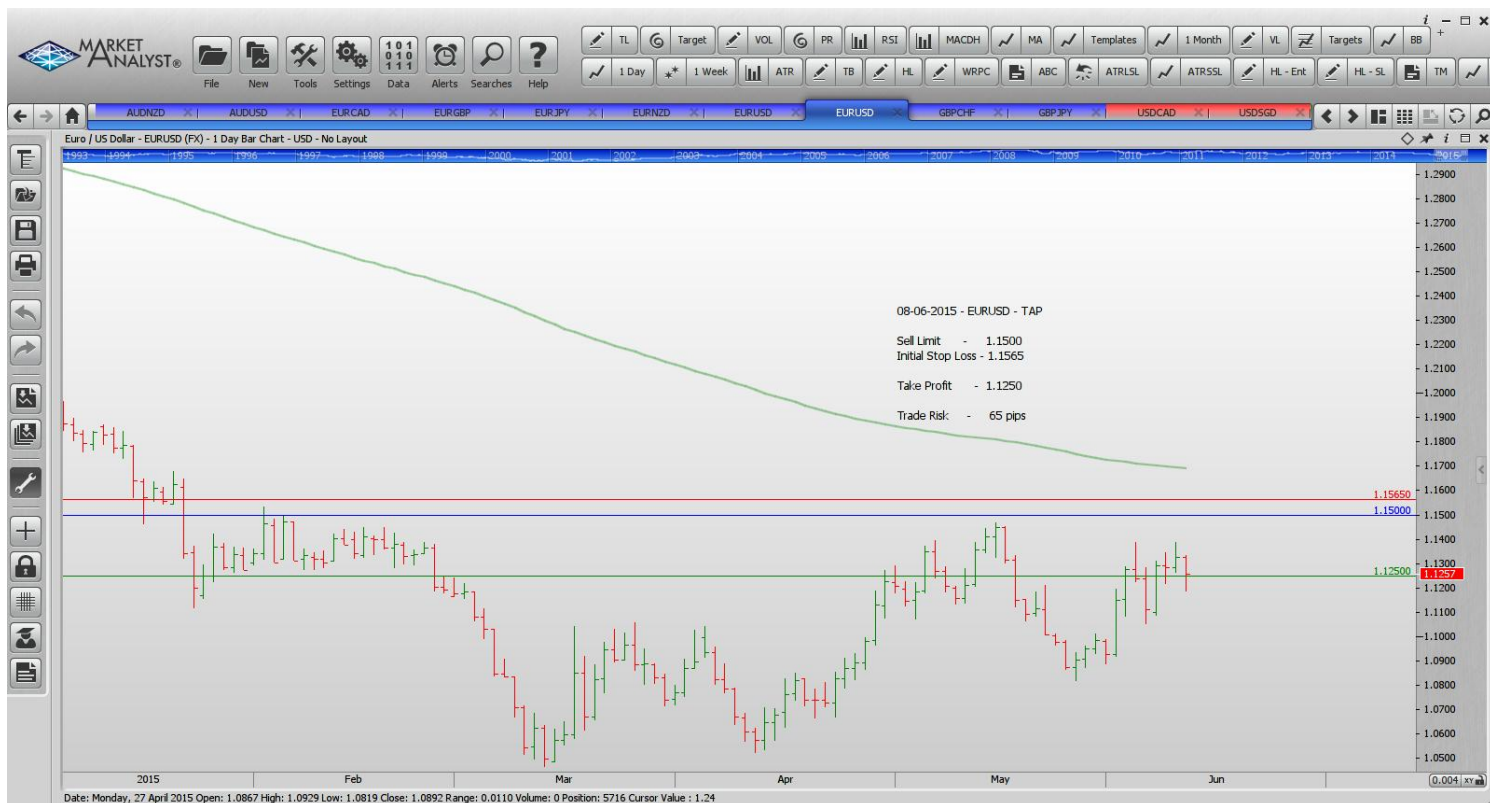 MARKET ANALYST®
File New Tools Settings Data Alerts Searches Help
TL Target VOL PR RSI MACDH MA Templates 1 Month VL Targets BB
1 Day 1 Week ATR TB HL WRPC ABC ATRLSL ATRSSL HL - Ent HL - SL TM
AUDNZD AUDUSD EURCAD EURGBP EURJPY EURNZD EURUSD EURUSD GBPCHF GBPJPY USDCAD USDSGD
Euro / US Dollar - EURUSD (FX) - 1 Day Bar Chart - USD - No Layout
1993 1994 1995 1996 1997 1998 1999 2000 2001 2002 2003 2004 2005 2006 2007 2008 2009 2010 2011 2012 2013 2014 2015
1.2900
1.2800
1.2700
1.2600
1.2500
1.2400
08-06-2015 - EURUSD - TAP
1.2300
Sell Limit - 1.1500
1.2200
Initial Stop Loss - 1.1565
1.2100
Take Profit - 1.1250
1.2000
Trade Risk - 65 pips
1.1900
1.1800
1.1700
1.15650
1.1600
1.15000
1.1500
1.1400
1.1300
1.12500
1.1257
1.1200
1.1100
1.1000
1.0900
1.0800
1.0700
1.0600
1.0500
2015 Feb Mar Apr May Jun
0.004 XY
Date: Monday, 27 April 2015 Open: 1.0867 High: 1.0929 Low: 1.0819 Close: 1.0892 Range: 0.0110 Volume: 0 Position: 5716 Cursor Value : 1.24